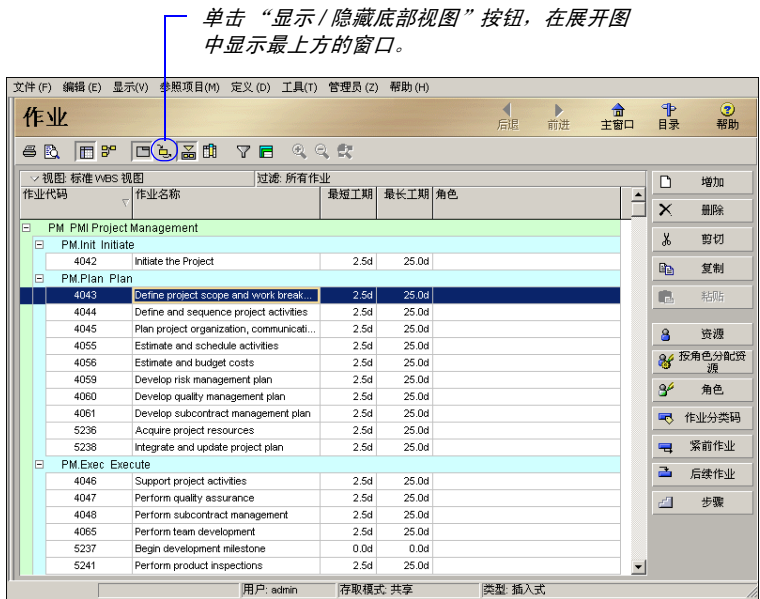 单击 “显示 / 隐藏底部视图”按钮，在展开图
中显示最上方的窗口。
文件(F) 编辑(E) 显示(V) 参照项目(M) 定义(D) 工具(T) 管理员(Z) 帮助(H)
作业
后退 前进 主窗口 目录 帮助
视图: 标准 WBS 视图 过滤: 所有作业
作业代码 作业名称 最短工期 最长工期 角色
PM PMI Project Management
PM.Init Initiate
4042 Initiate the Project 2.5d 25.0d
PM.Plan Plan
4043 Define project scope and work break... 2.5d 25.0d
4044 Define and sequence project activities 2.5d 25.0d
4045 Plan project organization, communicati... 2.5d 25.0d
4055 Estimate and schedule activities 2.5d 25.0d
4056 Estimate and budget costs 2.5d 25.0d
4059 Develop risk management plan 2.5d 25.0d
4060 Develop quality management plan 2.5d 25.0d
4061 Develop subcontract management plan 2.5d 25.0d
5236 Acquire project resources 2.5d 25.0d
5238 Integrate and update project plan 2.5d 25.0d
PM.Exec Execute
4046 Support project activities 2.5d 25.0d
4047 Perform quality assurance 2.5d 25.0d
4048 Perform subcontract management 2.5d 25.0d
4065 Perform team development 2.5d 25.0d
5237 Begin development milestone 0.0d 0.0d
5241 Perform product inspections 2.5d 25.0d
增加
删除
剪切
复制
粘贴
资源
按角色分配资
源
角色
作业分类码
紧前作业
后续作业
步骤
用户: admin 存取模式: 共享 类型: 插入式